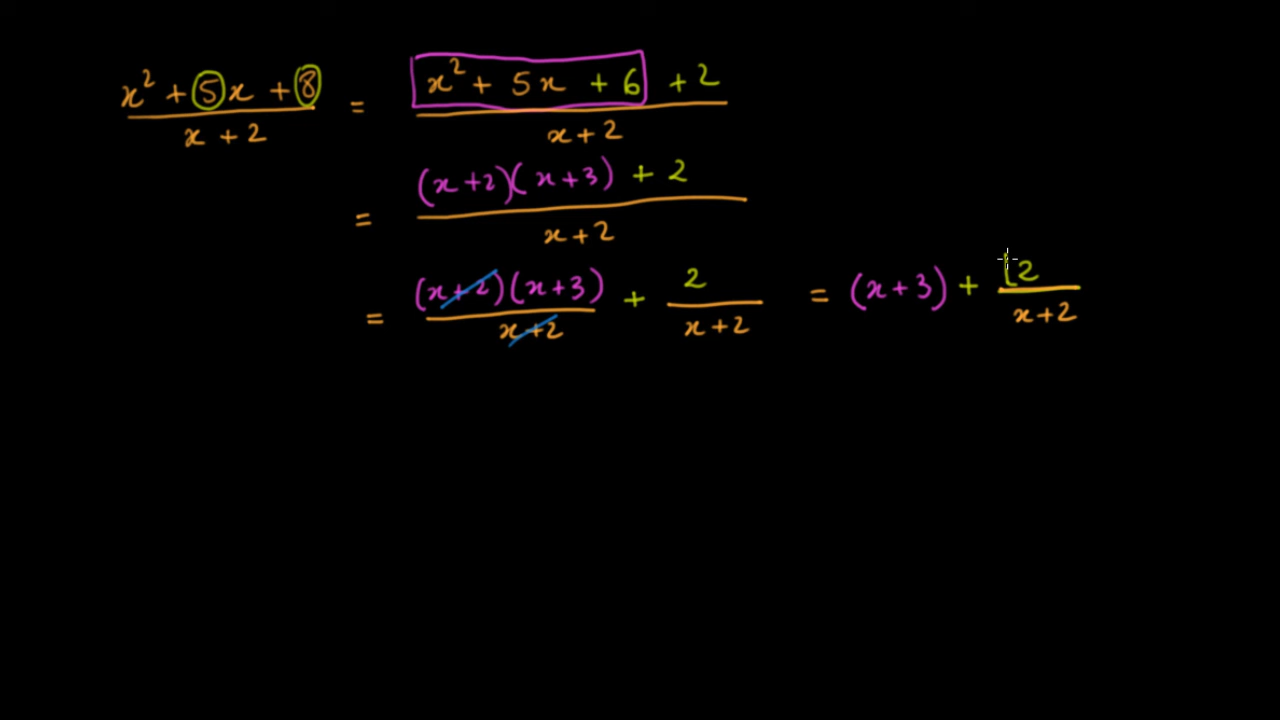 x² + 5x + 8 / x + 2 = x² + 5x + 6 + 2 / x + 2
= (x+2)(x+3) + 2 / x+2
= (x+2)(x+3) / x+2 + 2 / x+2 = (x+3) + 2 / x+2